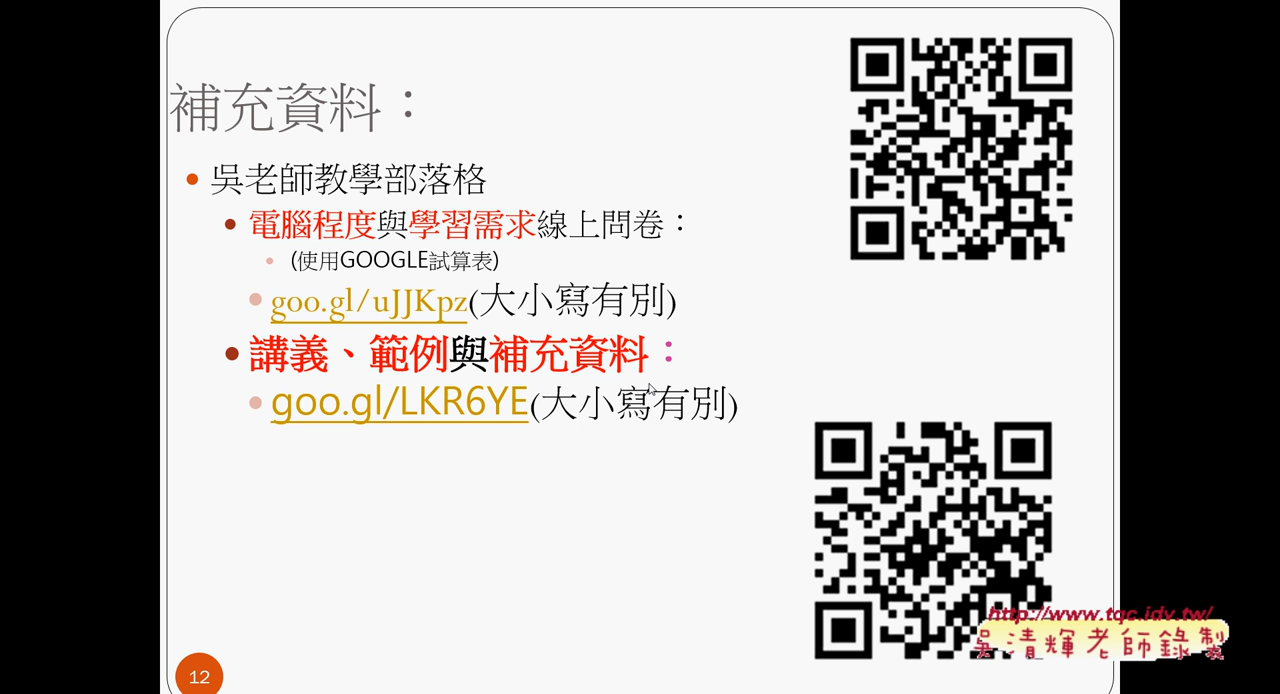 補充資料：
吳老師教學部落格
電腦程度與學習需求線上問卷：
(使用GOOGLE試算表)
goo.gl/uJJKpz(大小寫有別)
講義、範例與補充資料：
goo.gl/LKR6YE(大小寫有別)
http://www.tqc.idv.tw/
吳清輝老師錄製
12